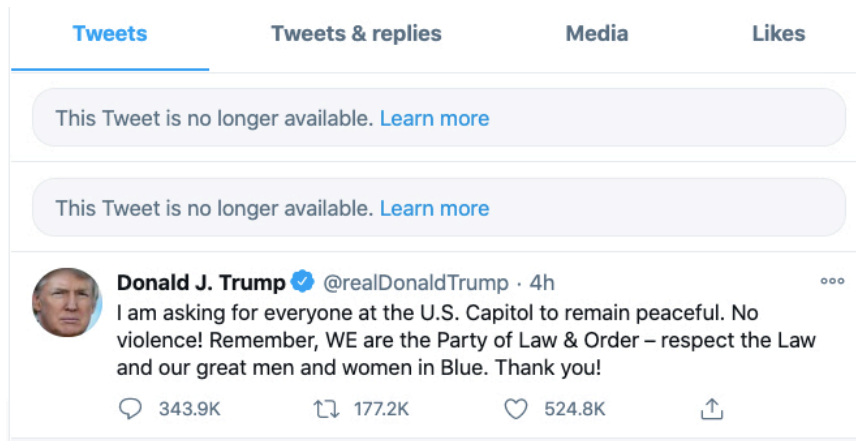 Tweets Tweets & replies Media Likes
This Tweet is no longer available. Learn more
This Tweet is no longer available. Learn more
Donald J. Trump @realDonaldTrump · 4h
I am asking for everyone at the U.S. Capitol to remain peaceful. No
violence! Remember, WE are the Party of Law & Order – respect the Law
and our great men and women in Blue. Thank you!
343.9K 177.2K 524.8K